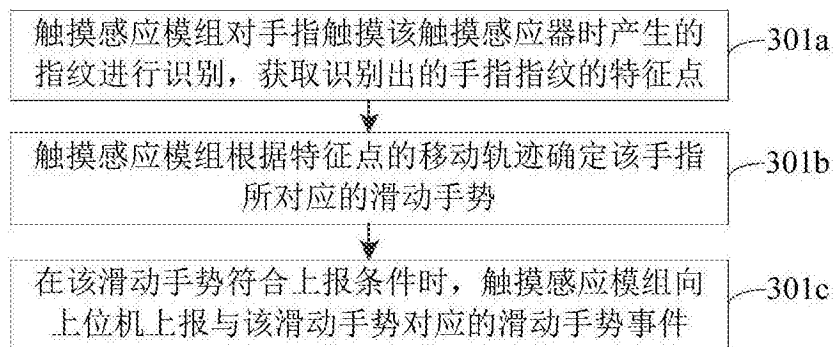 触摸感应模组对手指触摸该触摸感应器时产生的
指纹进行识别，获取识别出的手指指纹的特征点
301a
触摸感应模组根据特征点的移动轨迹确定该手指
所对应的滑动手势
301b
在该滑动手势符合上报条件时，触摸感应模组向
上位机上报与该滑动手势对应的滑动手势事件
301c